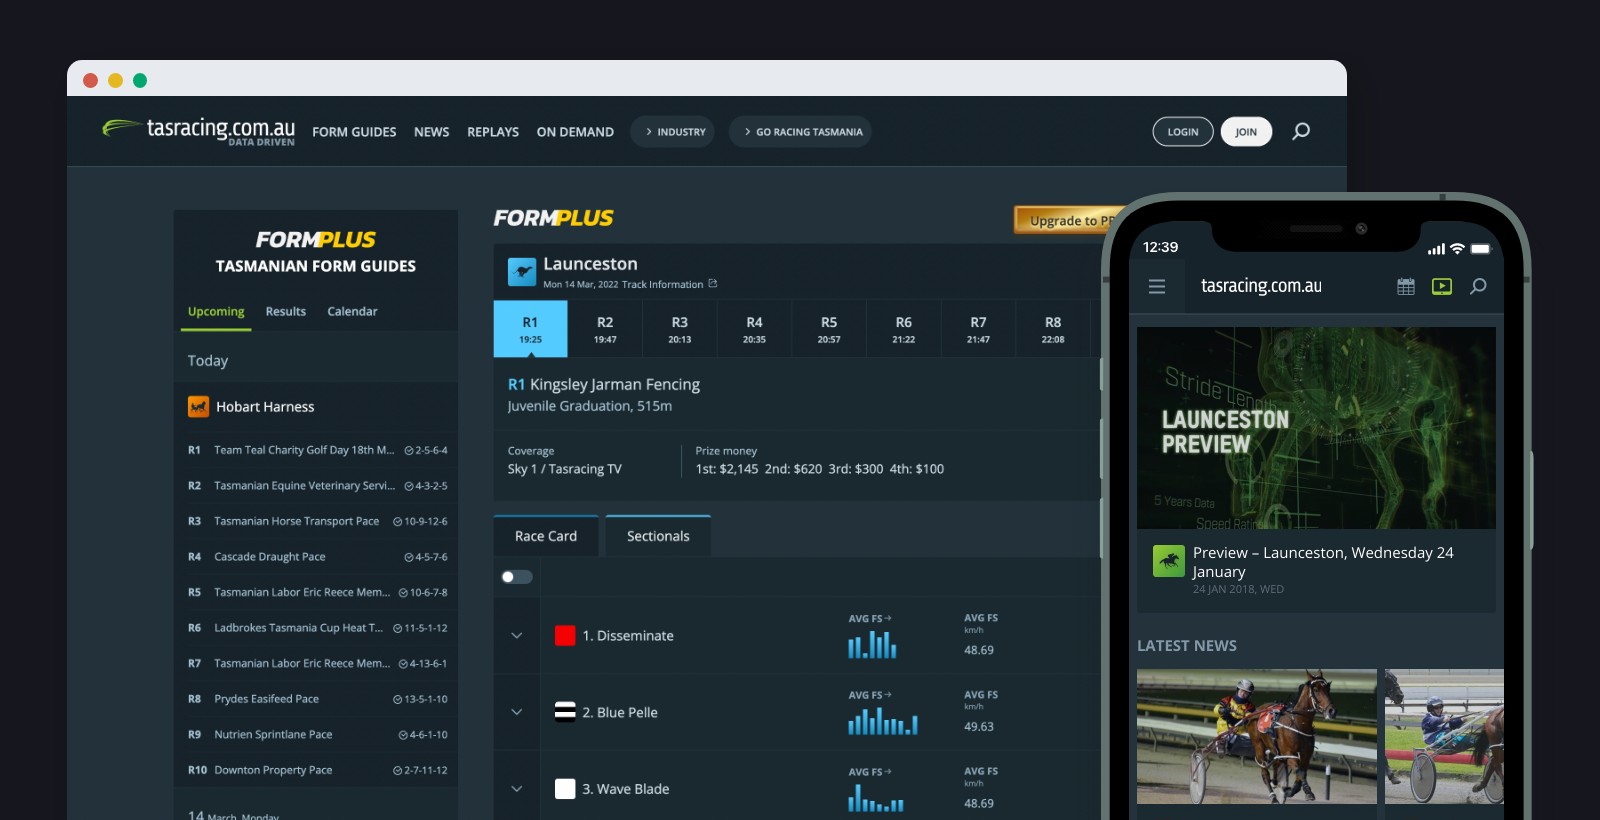 tasracing.com.au
DATA DRIVEN
FORM GUIDES NEWS REPLAYS ON DEMAND
INDUSTRY
GO RACING TASMANIA
LOGIN
JOIN
FORMPLUS
TASMANIAN FORM GUIDES
Upcoming Results Calendar
Today
Hobart Harness
R1 Team Teal Charity Golf Day 18th M... 2-5-6-4
R2 Tasmanian Equine Veterinary Servi... 4-3-2-5
R3 Tasmanian Horse Transport Pace 10-9-12-6
R4 Cascade Draught Pace 4-5-7-6
R5 Tasmanian Labor Eric Reece Mem... 10-6-7-8
R6 Ladbrokes Tasmania Cup Heat T... 11-5-1-12
R7 Tasmanian Labor Eric Reece Mem... 4-13-6-1
R8 Prydes Easifeed Pace 13-5-1-10
R9 Nutrien Sprintlane Pace 4-6-1-10
R10 Downton Property Pace 2-7-11-12
14 March, Monday
FORMPLUS
Upgrade to
Launceston
Mon 14 Mar, 2022 Track Information
R1 R2 R3 R4 R5 R6 R7 R8
19:25 19:47 20:13 20:35 20:57 21:22 21:47 22:08
R1 Kingsley Jarman Fencing
Juvenile Graduation, 515m
Coverage
Sky 1 / Tasracing TV
Prize money
1st: $2,145 2nd: $620 3rd: $300 4th: $100
Race Card
Sectionals
1. Disseminate
AVG FS→
AVG FS
km/h
48.69
2. Blue Pelle
AVG FS→
AVG FS
km/h
49.63
3. Wave Blade
AVG FS→
AVG FS
km/h
48.69
12:39
tasracing.com.au
Stride Length
LAUNCESTON
PREVIEW
5 Years Data
Speed Rating
Preview – Launceston, Wednesday 24
January
24 JAN 2018, WED
LATEST NEWS